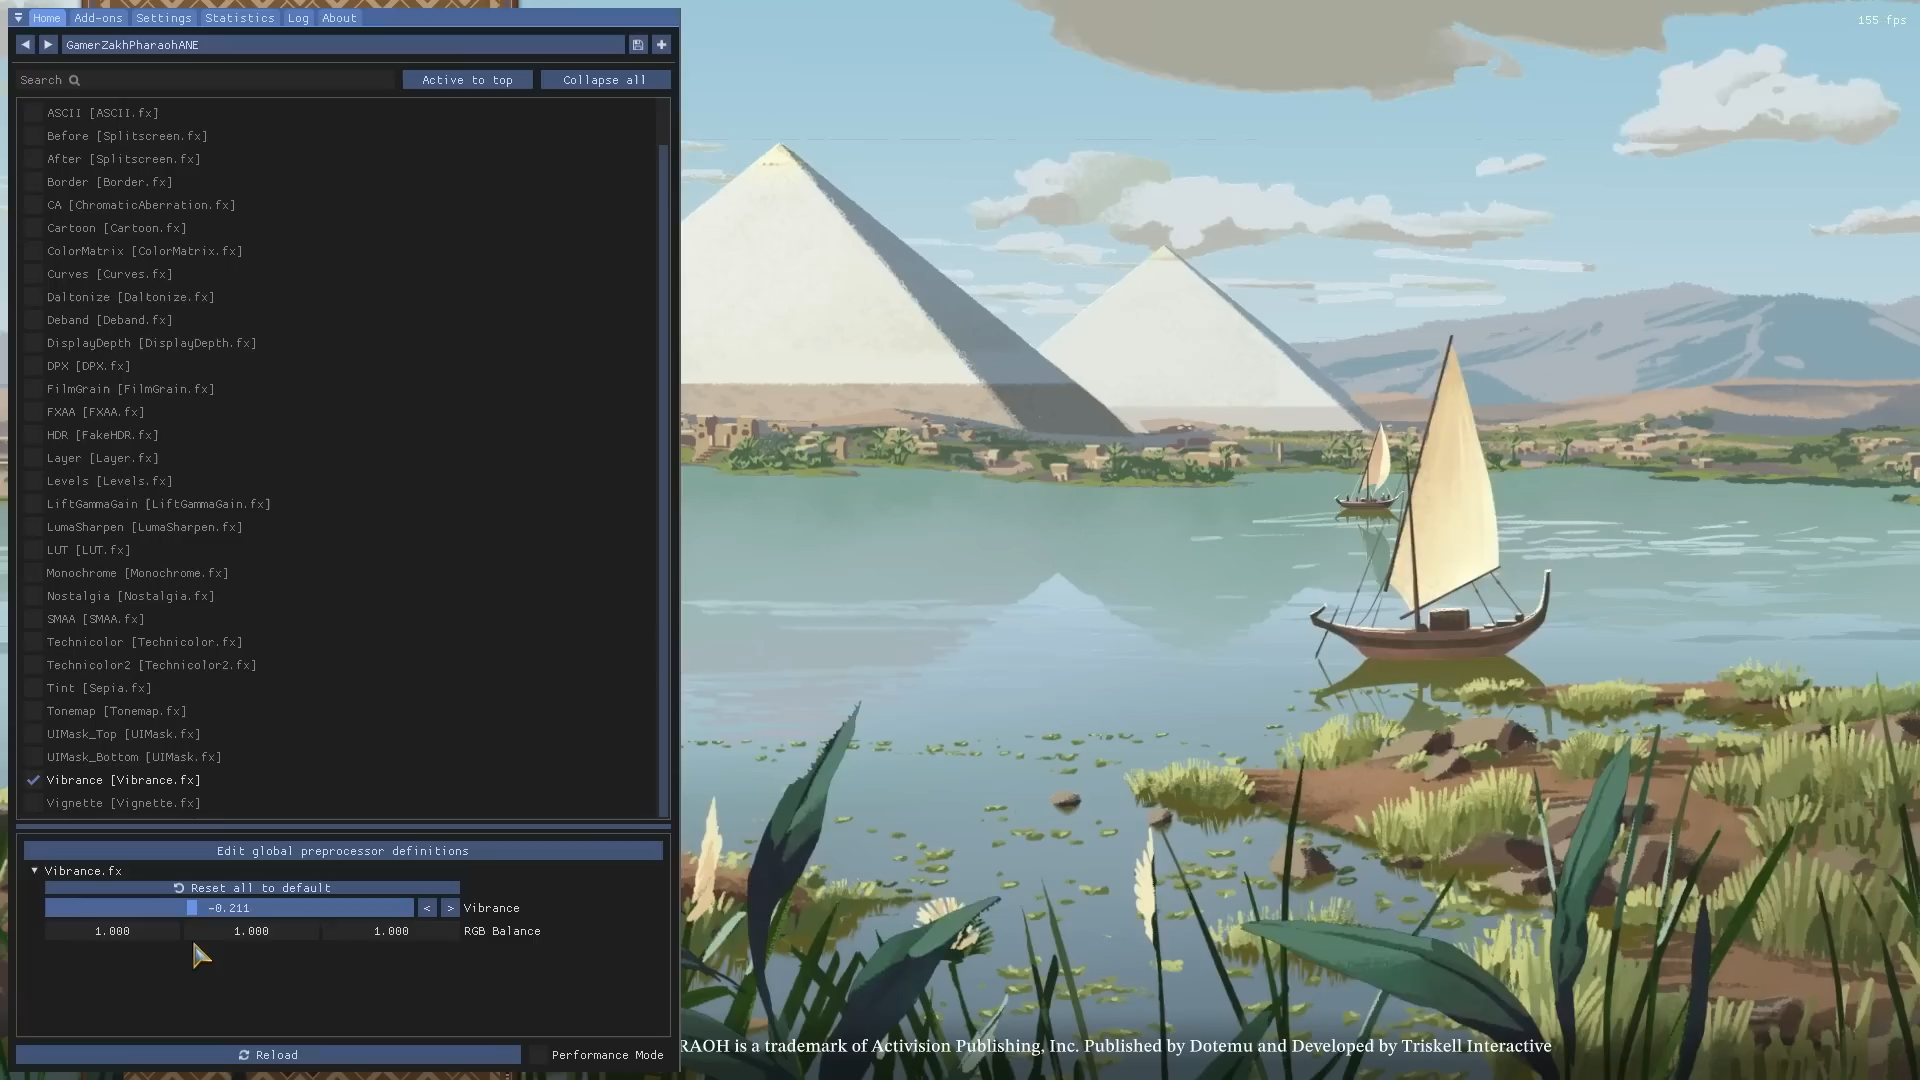 Home Add-ons Settings Statistics Log About
155 fps
GamerZakhPharaohANE
Search Active to top Collapse all
ASCII [ASCII.fx]
Before [Splitscreen.fx]
After [Splitscreen.fx]
Border [Border.fx]
CA [ChromaticAberration.fx]
Cartoon [Cartoon.fx]
ColorMatrix [ColorMatrix.fx]
Curves [Curves.fx]
Daltonize [Daltonize.fx]
Deband [Deband.fx]
DisplayDepth [DisplayDepth.fx]
DPX [DPX.fx]
FilmGrain [FilmGrain.fx]
FXAA [FXAA.fx]
HDR [FakeHDR.fx]
Layer [Layer.fx]
Levels [Levels.fx]
LiftGammaGain [LiftGammaGain.fx]
LumaSharpen [LumaSharpen.fx]
LUT [LUT.fx]
Monochrome [Monochrome.fx]
Nostalgia [Nostalgia.fx]
SMAA [SMAA.fx]
Technicolor [Technicolor.fx]
Technicolor2 [Technicolor2.fx]
Tint [Sepia.fx]
Tonemap [Tonemap.fx]
UIMask_Top [UIMask.fx]
UIMask_Bottom [UIMask.fx]
Vibrance [Vibrance.fx]
Vignette [Vignette.fx]
Edit global preprocessor definitions
Vibrance.fx
Reset all to default
-0.211 < > Vibrance
1.000 1.000 1.000 RGB Balance
Reload Performance Mode
RAOH is a trademark of Activision Publishing, Inc. Published by Dotemu and Developed by Triskell Interactive